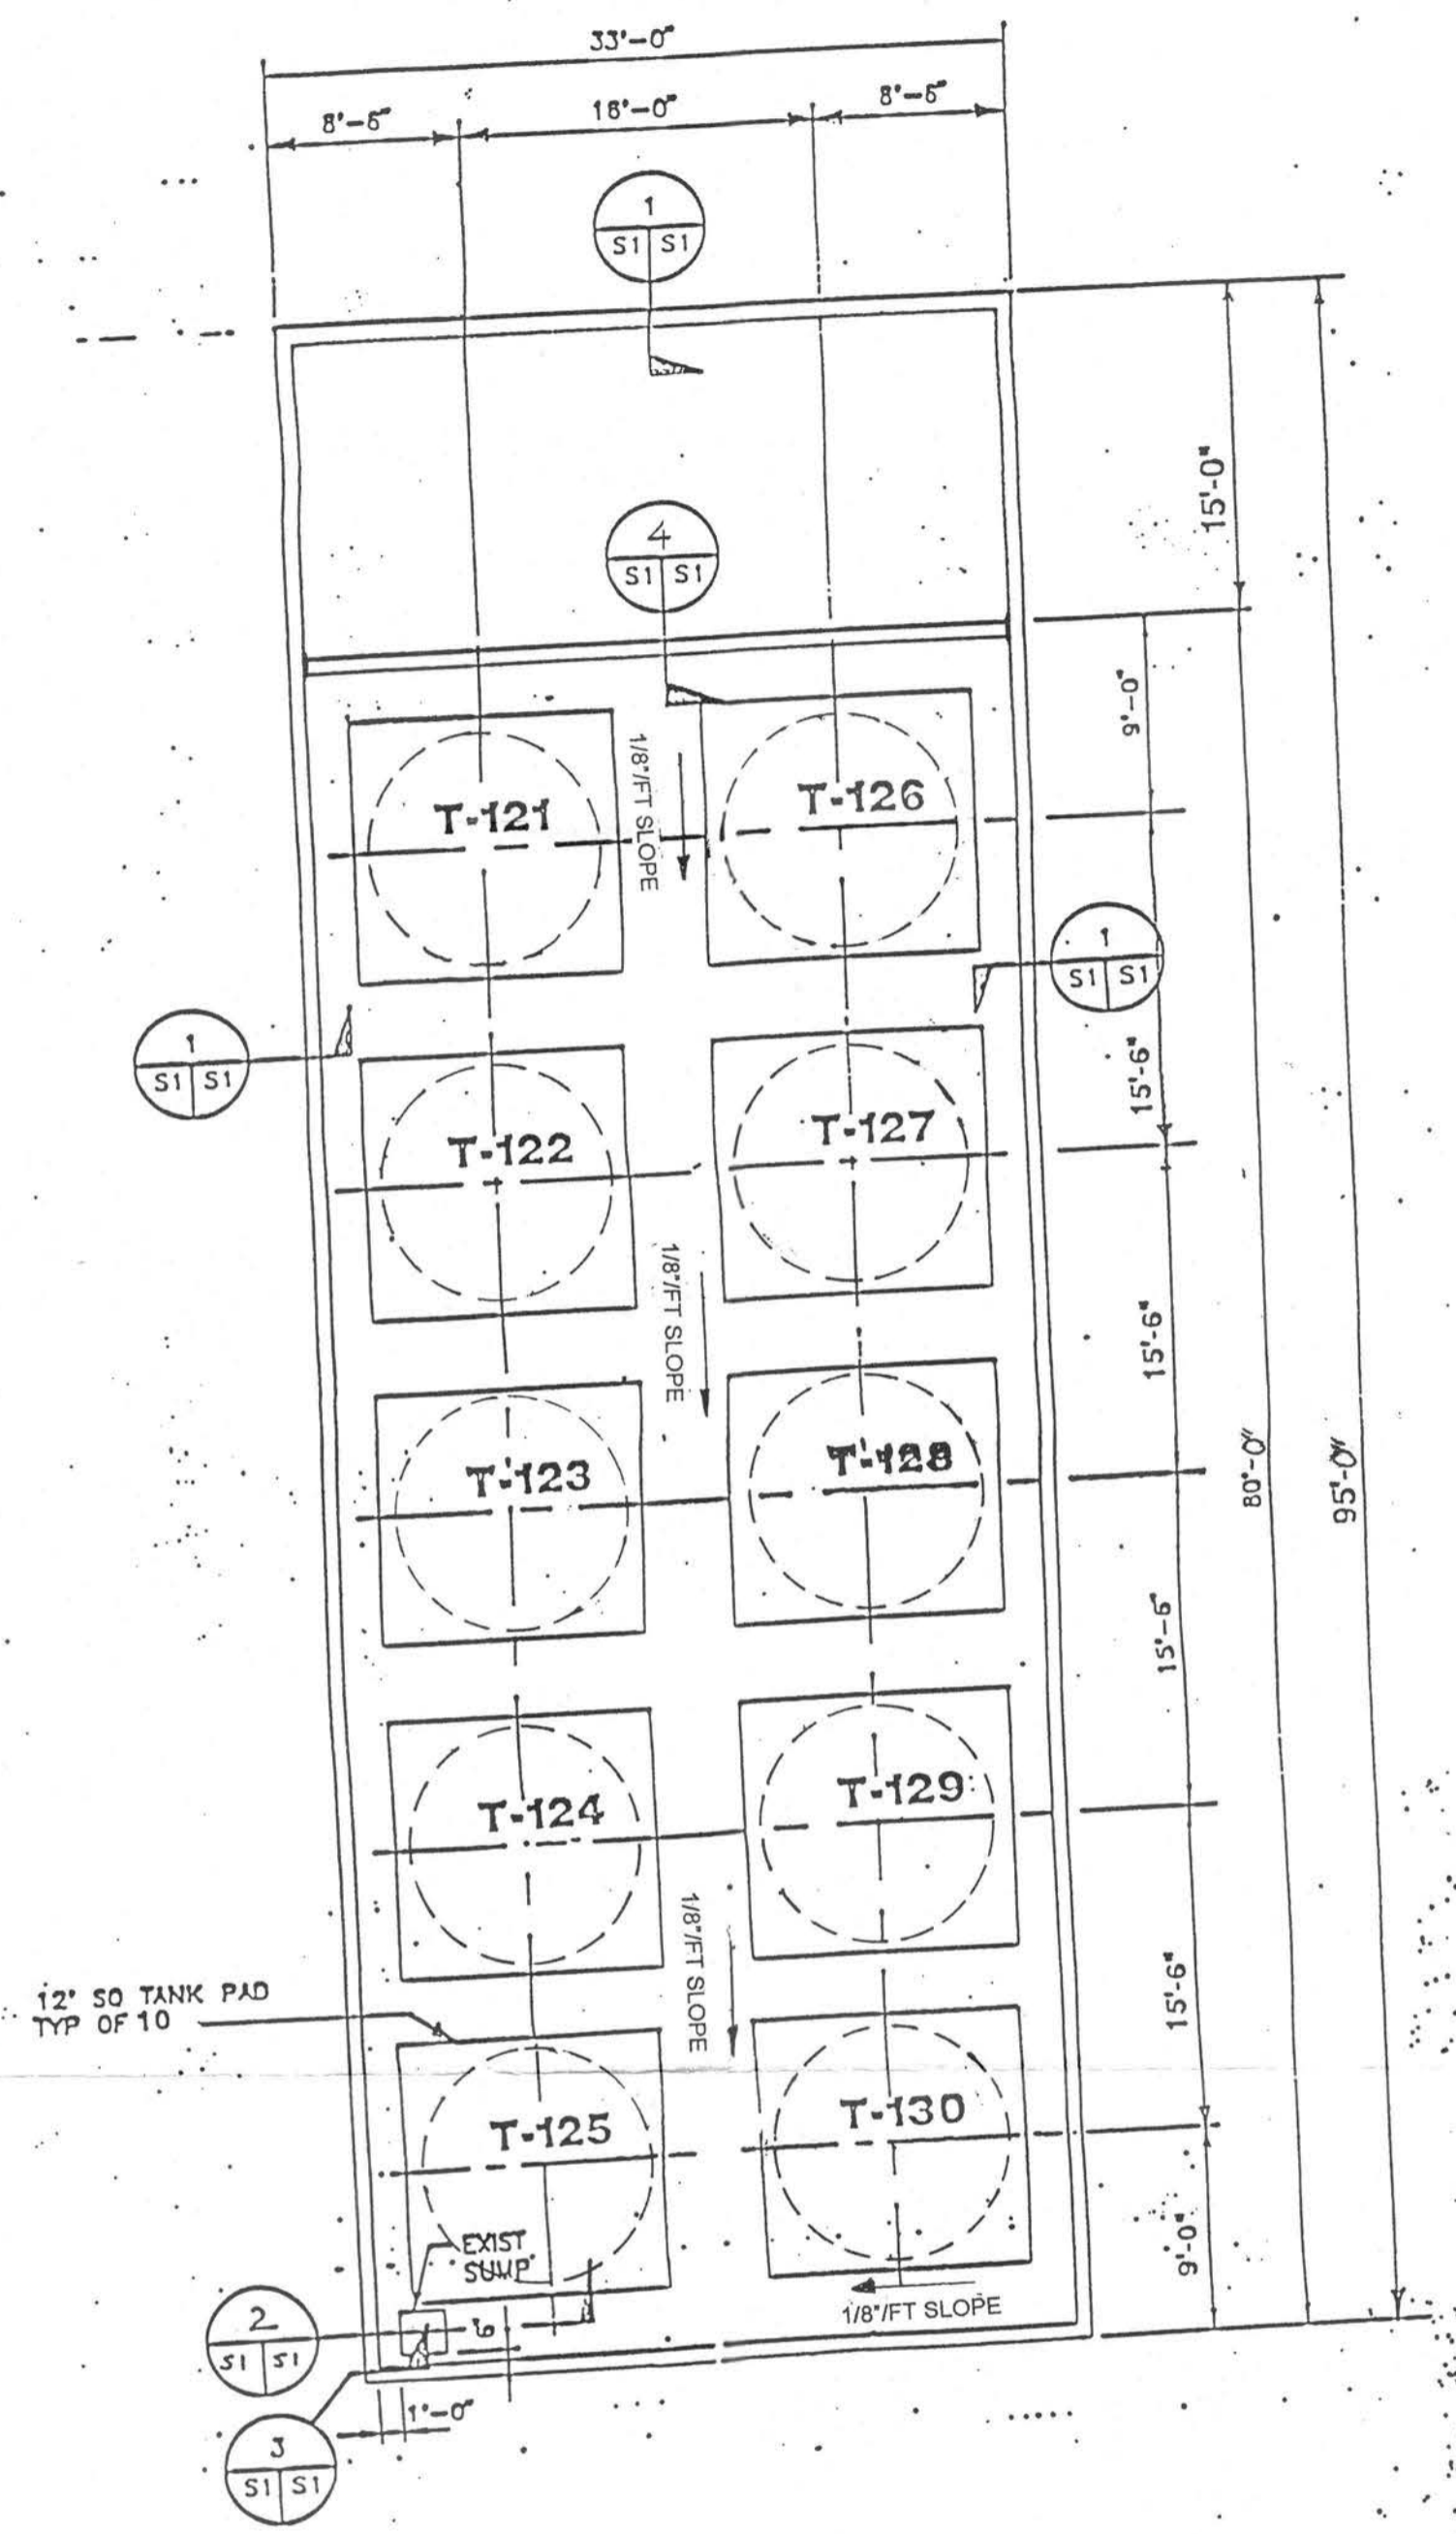 33'-0"
8'-6"
16'-0"
8'-6"
1
S1 S1
15'-0"
4
S1 S1
9'-0"
1/8"/FT SLOPE
T-121
T-126
1
S1 S1
1
S1 S1
15'-6"
T-122
T-127
1/8"/FT SLOPE
15'-6"
T-123
T-128
80'-0"
95'-0"
15'-6"
T-124
T-129
1/8"/FT SLOPE
12' SQ TANK PAD
TYP OF 10
15'-6"
T-125
T-130
EXIST
SUMP
9'-0"
1/8"/FT SLOPE
2
S1 S1
1'-0"
3
S1 S1